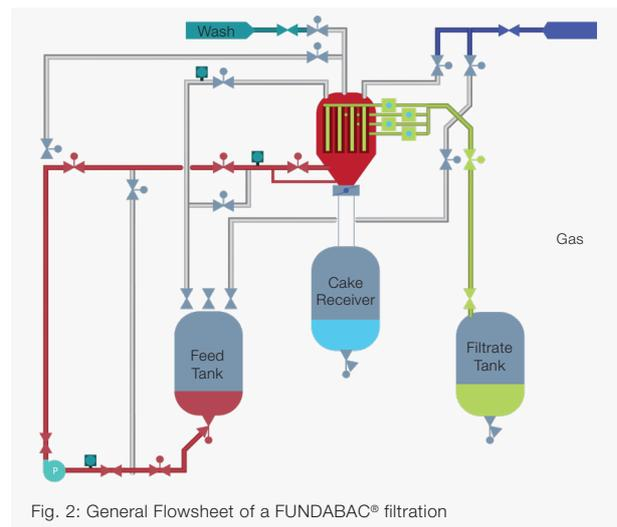 Wash
Gas
Cake
Receiver
Feed
Tank
Filtrate
Tank
P
Fig. 2: General Flowsheet of a FUNDABAC® filtration